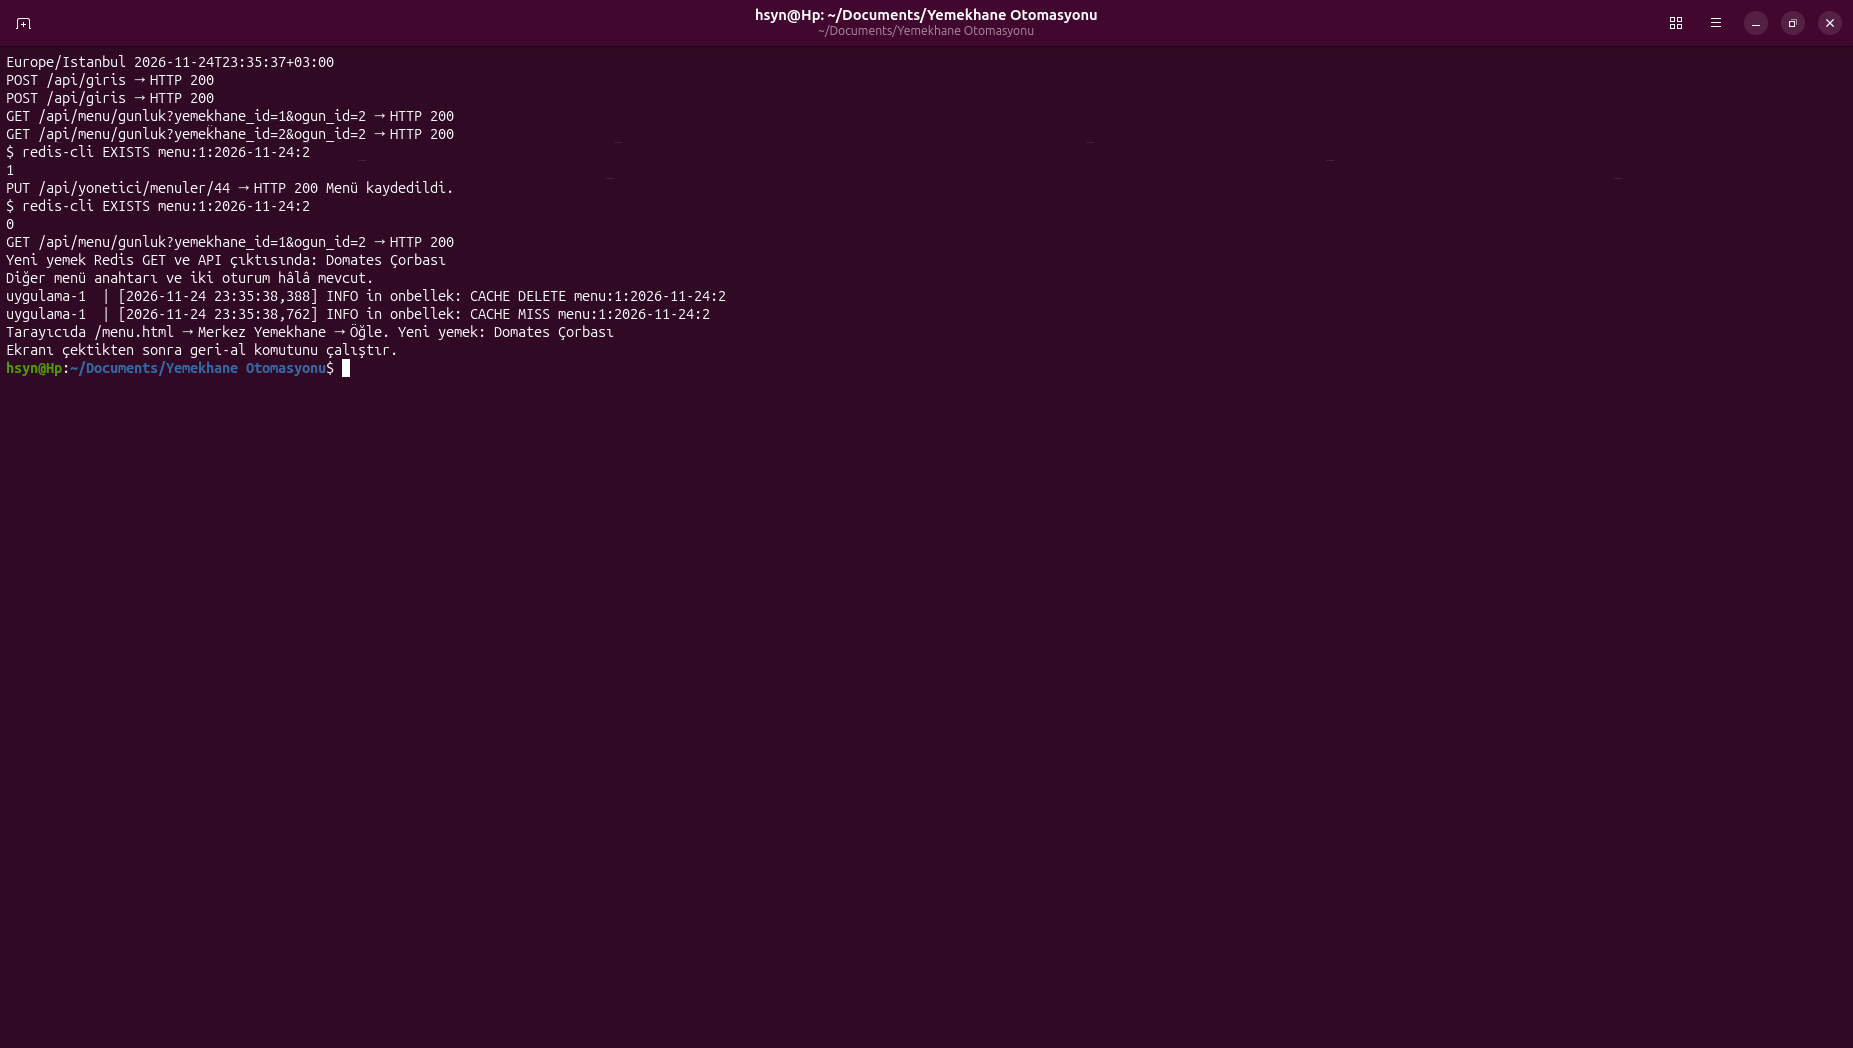 hsyn@Hp: ~/Documents/Yemekhane Otomasyonu
~/Documents/Yemekhane Otomasyonu
Europe/Istanbul 2026-11-24T23:35:37+03:00
POST /api/giris → HTTP 200
POST /api/giris → HTTP 200
GET /api/menu/gunluk?yemekhane_id=1&ogun_id=2 → HTTP 200
GET /api/menu/gunluk?yemekhane_id=2&ogun_id=2 → HTTP 200
$ redis-cli EXISTS menu:1:2026-11-24:2
1
PUT /api/yonetici/menuler/44 → HTTP 200 Menü kaydedildi.
$ redis-cli EXISTS menu:1:2026-11-24:2
0
GET /api/menu/gunluk?yemekhane_id=1&ogun_id=2 → HTTP 200
Yeni yemek Redis GET ve API çıktısında: Domates Çorbası
Diğer menü anahtarı ve iki oturum hâlâ mevcut.
uygulama-1  | [2026-11-24 23:35:38,388] INFO in onbellek: CACHE DELETE menu:1:2026-11-24:2
uygulama-1  | [2026-11-24 23:35:38,762] INFO in onbellek: CACHE MISS menu:1:2026-11-24:2
Tarayıcıda /menu.html → Merkez Yemekhane → Öğle. Yeni yemek: Domates Çorbası
Ekranı çektikten sonra geri-al komutunu çalıştır.
hsyn@Hp:~/Documents/Yemekhane Otomasyonu$